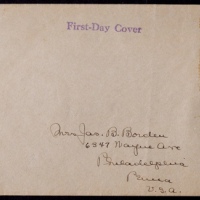 First-Day Cover
Mrs. Jas. B. Borden
6347 Wayne Ave
Philadelphia
Penna
U.S.A.